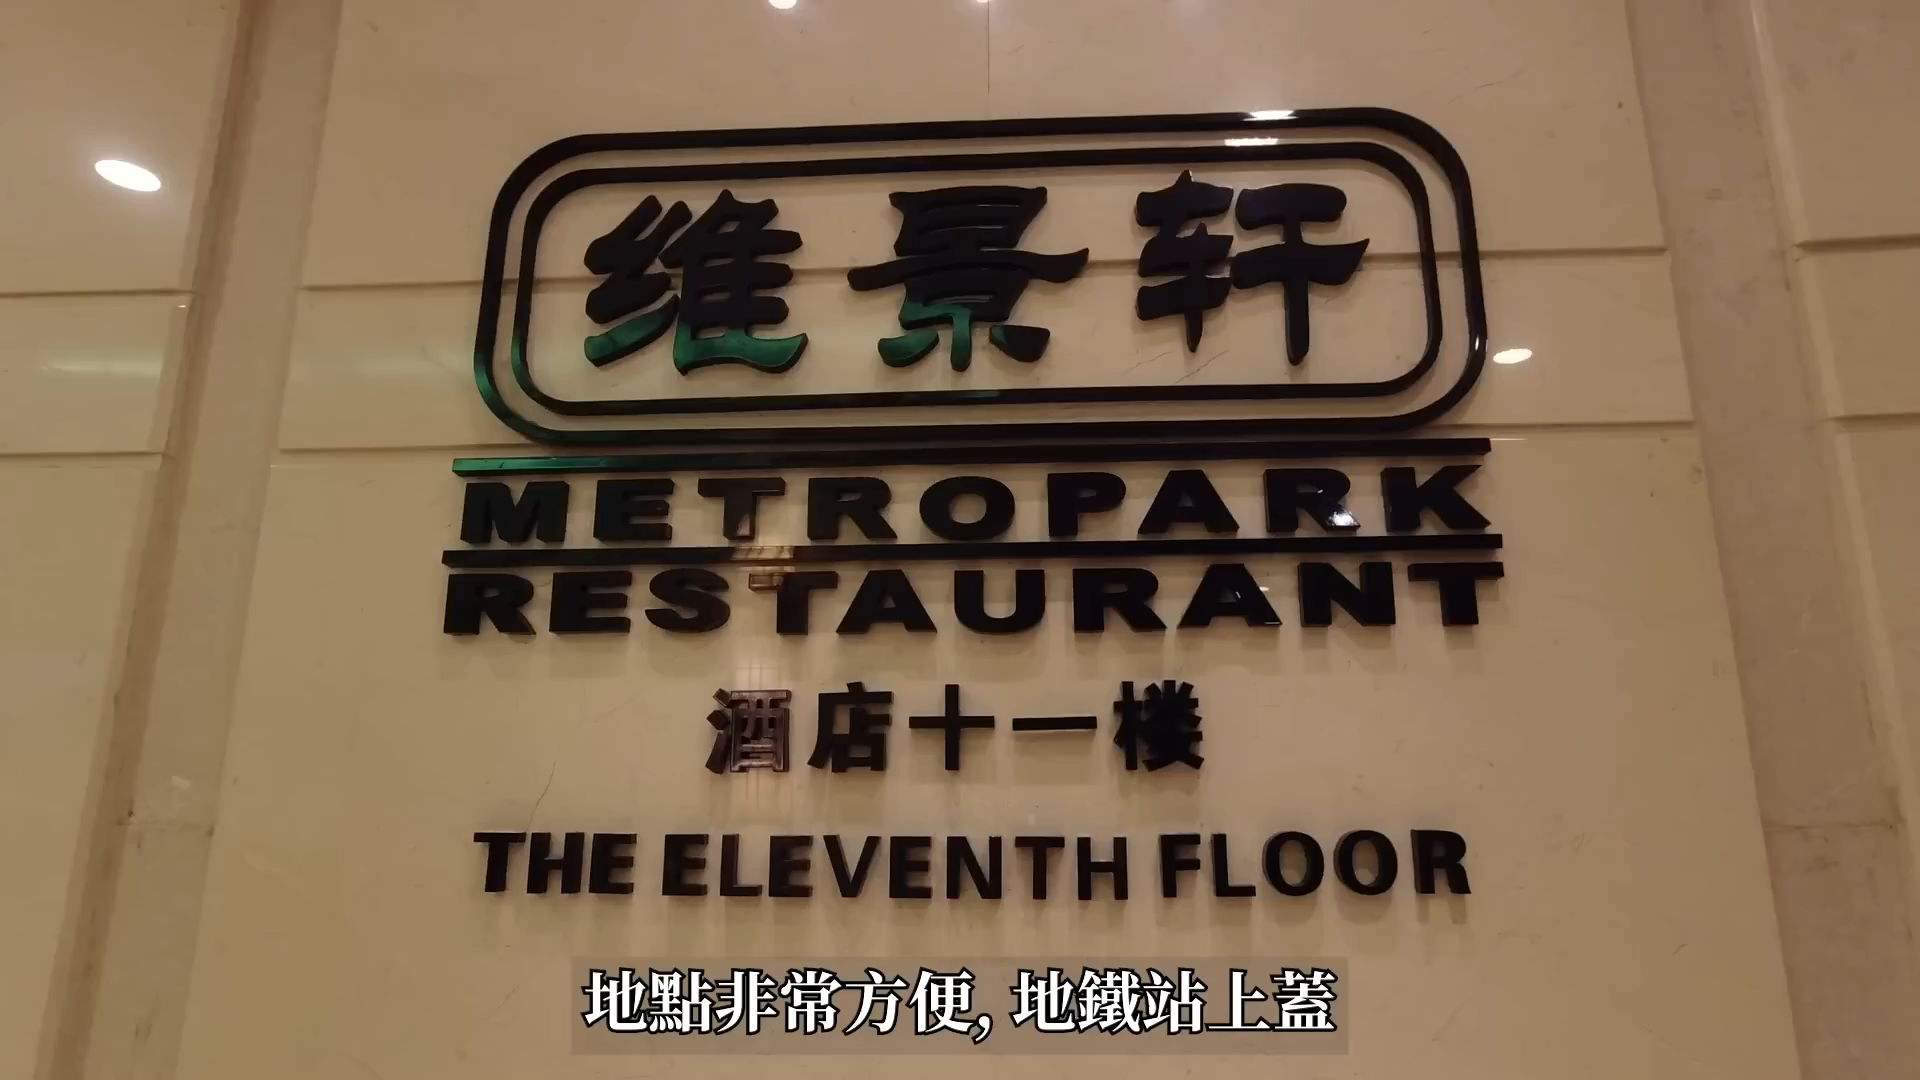 维景轩
METROPARK
RESTAURANT
酒店十一楼
THE ELEVENTH FLOOR
地點非常方便, 地鐵站上蓋